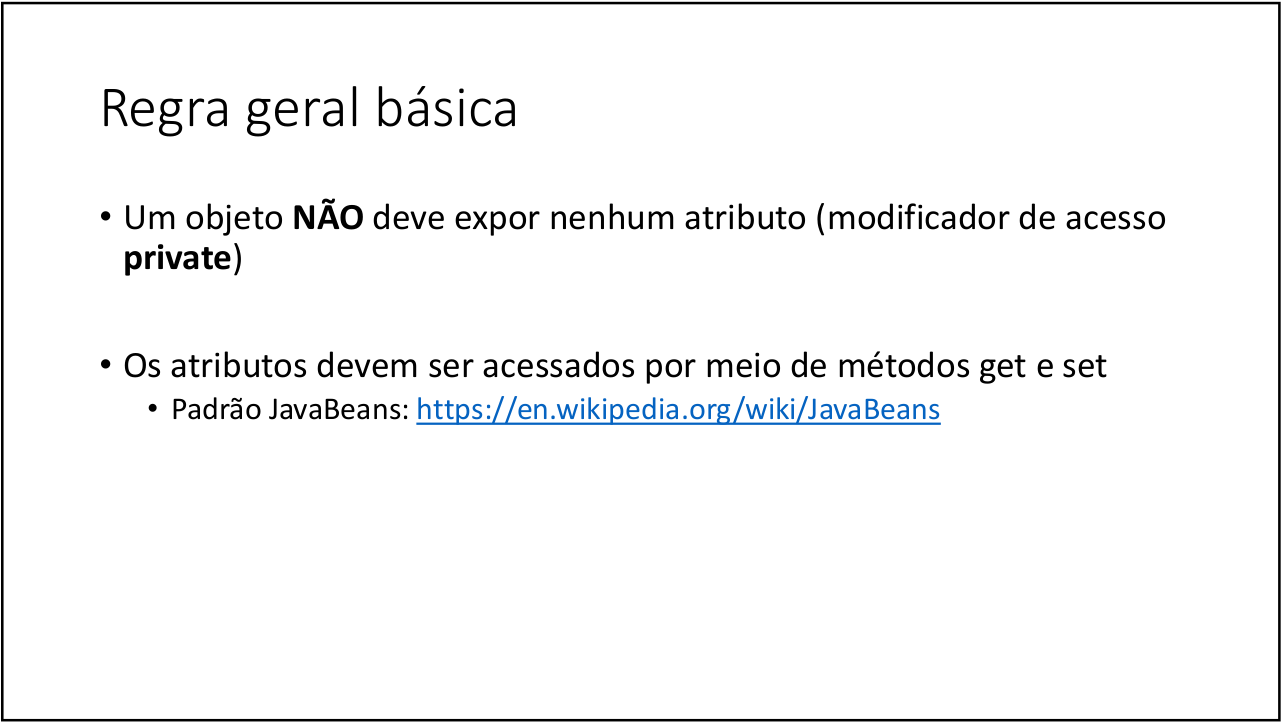 Regra geral básica
• Um objeto NÃO deve expor nenhum atributo (modificador de acesso
private)
• Os atributos devem ser acessados por meio de métodos get e set
• Padrão JavaBeans: https://en.wikipedia.org/wiki/JavaBeans